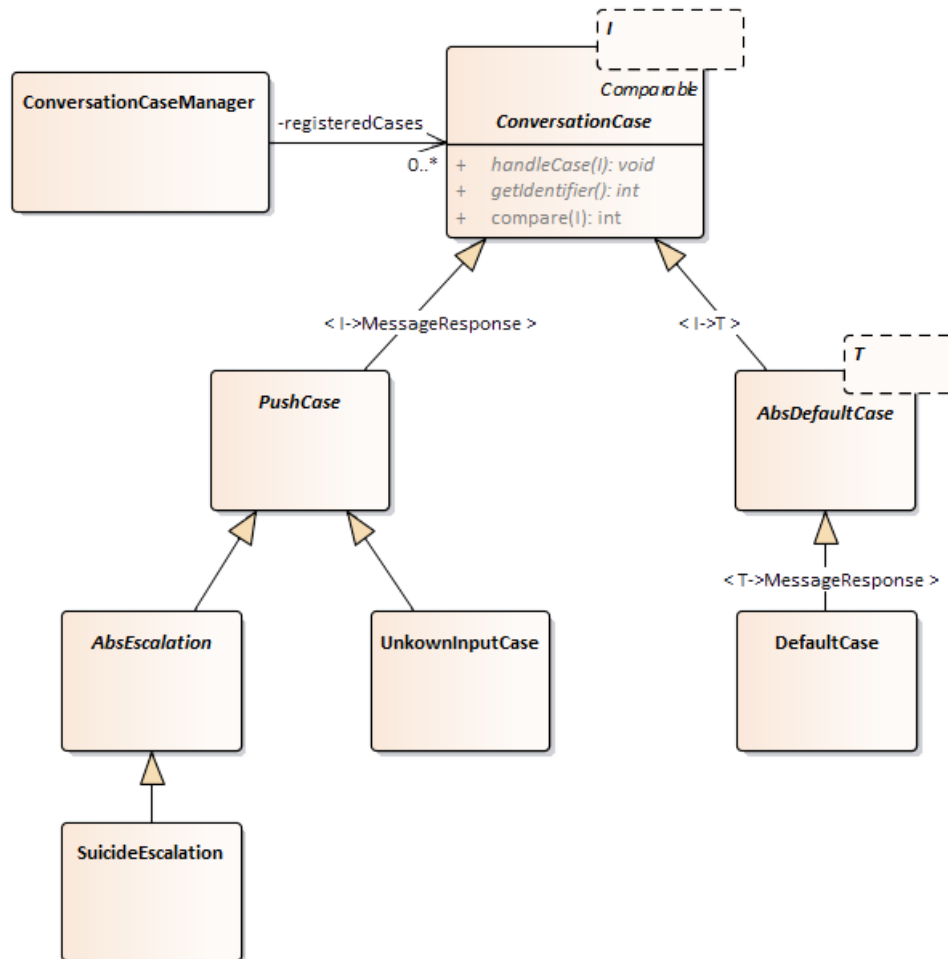 I
Comparable
ConversationCase
+ handleCase(I): void
+ getIdentifier(): int
+ compare(I): int
ConversationCaseManager
-registeredCases
0..*
< I->MessageResponse >
< I->T >
PushCase
T
AbsDefaultCase
< T->MessageResponse >
AbsEscalation
UnkownInputCase
DefaultCase
SuicideEscalation